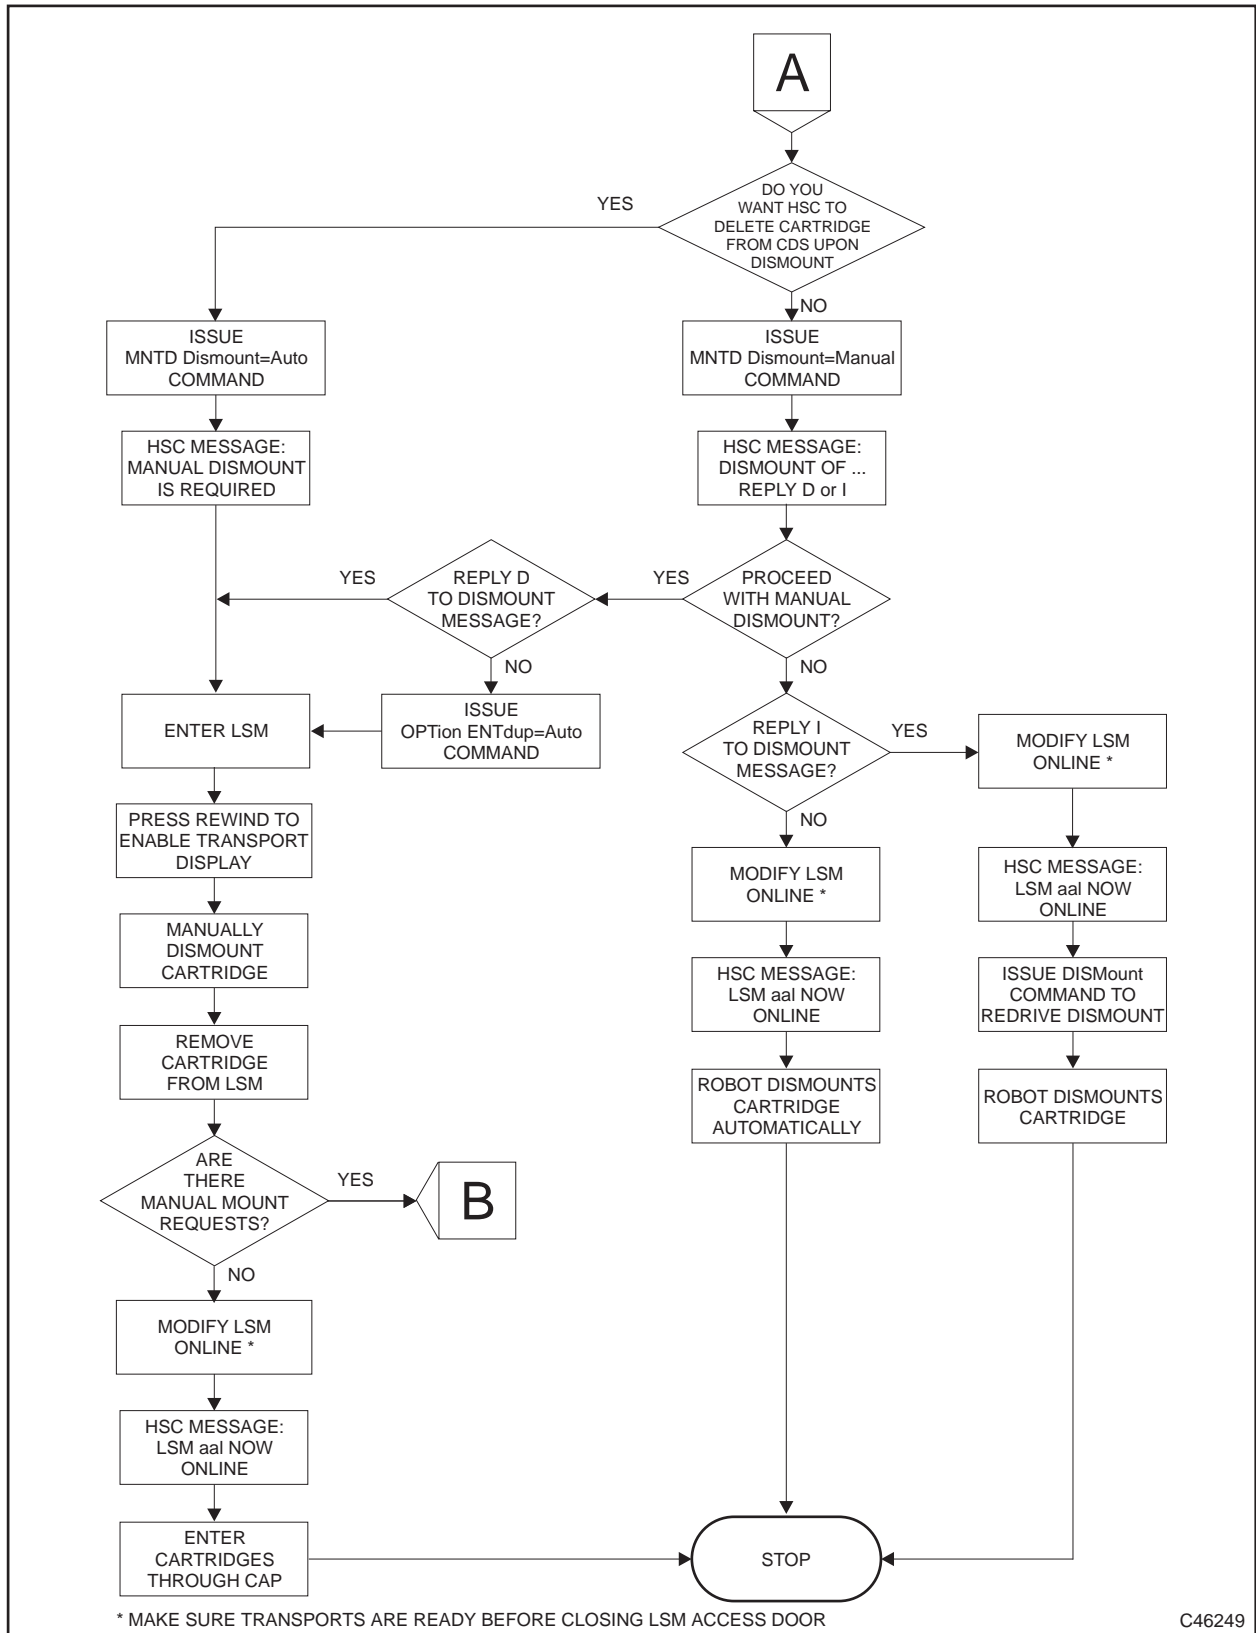 A
DO YOU
WANT HSC TO
DELETE CARTRIDGE
FROM CDS UPON
DISMOUNT
YES
NO
ISSUE
MNTD Dismount=Auto
COMMAND
ISSUE
MNTD Dismount=Manual
COMMAND
HSC MESSAGE:
MANUAL DISMOUNT
IS REQUIRED
HSC MESSAGE:
DISMOUNT OF ...
REPLY D or I
PROCEED
WITH MANUAL
DISMOUNT?
YES
NO
REPLY D
TO DISMOUNT
MESSAGE?
YES
NO
ISSUE
OPTion ENTdup=Auto
COMMAND
ENTER LSM
REPLY I
TO DISMOUNT
MESSAGE?
YES
NO
MODIFY LSM
ONLINE *
PRESS REWIND TO
ENABLE TRANSPORT
DISPLAY
MODIFY LSM
ONLINE *
HSC MESSAGE:
LSM aal NOW
ONLINE
MANUALLY
DISMOUNT
CARTRIDGE
HSC MESSAGE:
LSM aal NOW
ONLINE
ISSUE DISMount
COMMAND TO
REDRIVE DISMOUNT
REMOVE
CARTRIDGE
FROM LSM
ROBOT DISMOUNTS
CARTRIDGE
AUTOMATICALLY
ROBOT DISMOUNTS
CARTRIDGE
ARE
THERE
MANUAL MOUNT
REQUESTS?
YES
B
NO
MODIFY LSM
ONLINE *
HSC MESSAGE:
LSM aal NOW
ONLINE
ENTER
CARTRIDGES
THROUGH CAP
STOP
* MAKE SURE TRANSPORTS ARE READY BEFORE CLOSING LSM ACCESS DOOR
C46249